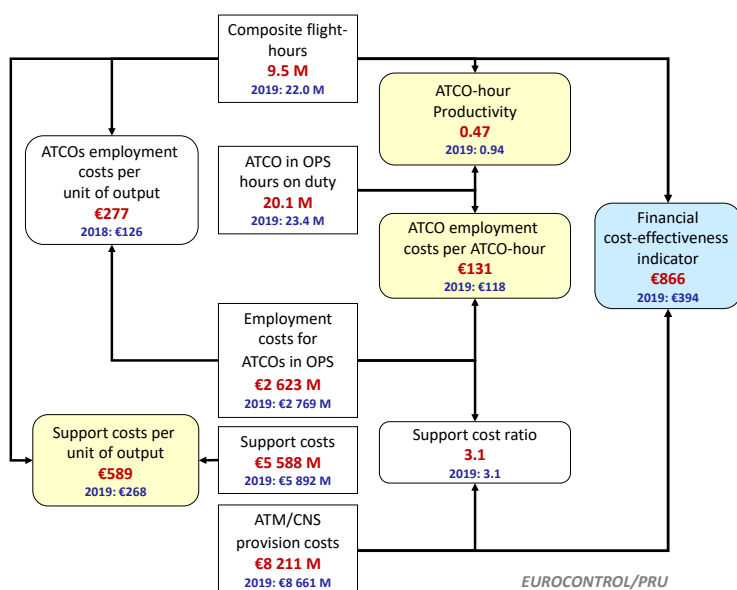 Composite flight-
hours
9.5 M
2019: 22.0 M
ATCO-hour
Productivity
0.47
2019: 0.94
ATCOs employment
costs per
unit of output
€277
2018: €126
ATCO in OPS
hours on duty
20.1 M
2019: 23.4 M
ATCO employment
costs per ATCO-hour
€131
2019: €118
Financial
cost-effectiveness
indicator
€866
2019: €394
Employment
costs for
ATCOs in OPS
€2 623 M
2019: €2 769 M
Support costs per
unit of output
€589
2019: €268
Support costs
€5 588 M
2019: €5 892 M
Support cost ratio
3.1
2019: 3.1
ATM/CNS
provision costs
€8 211 M
2019: €8 661 M
EUROCONTROL/PRU